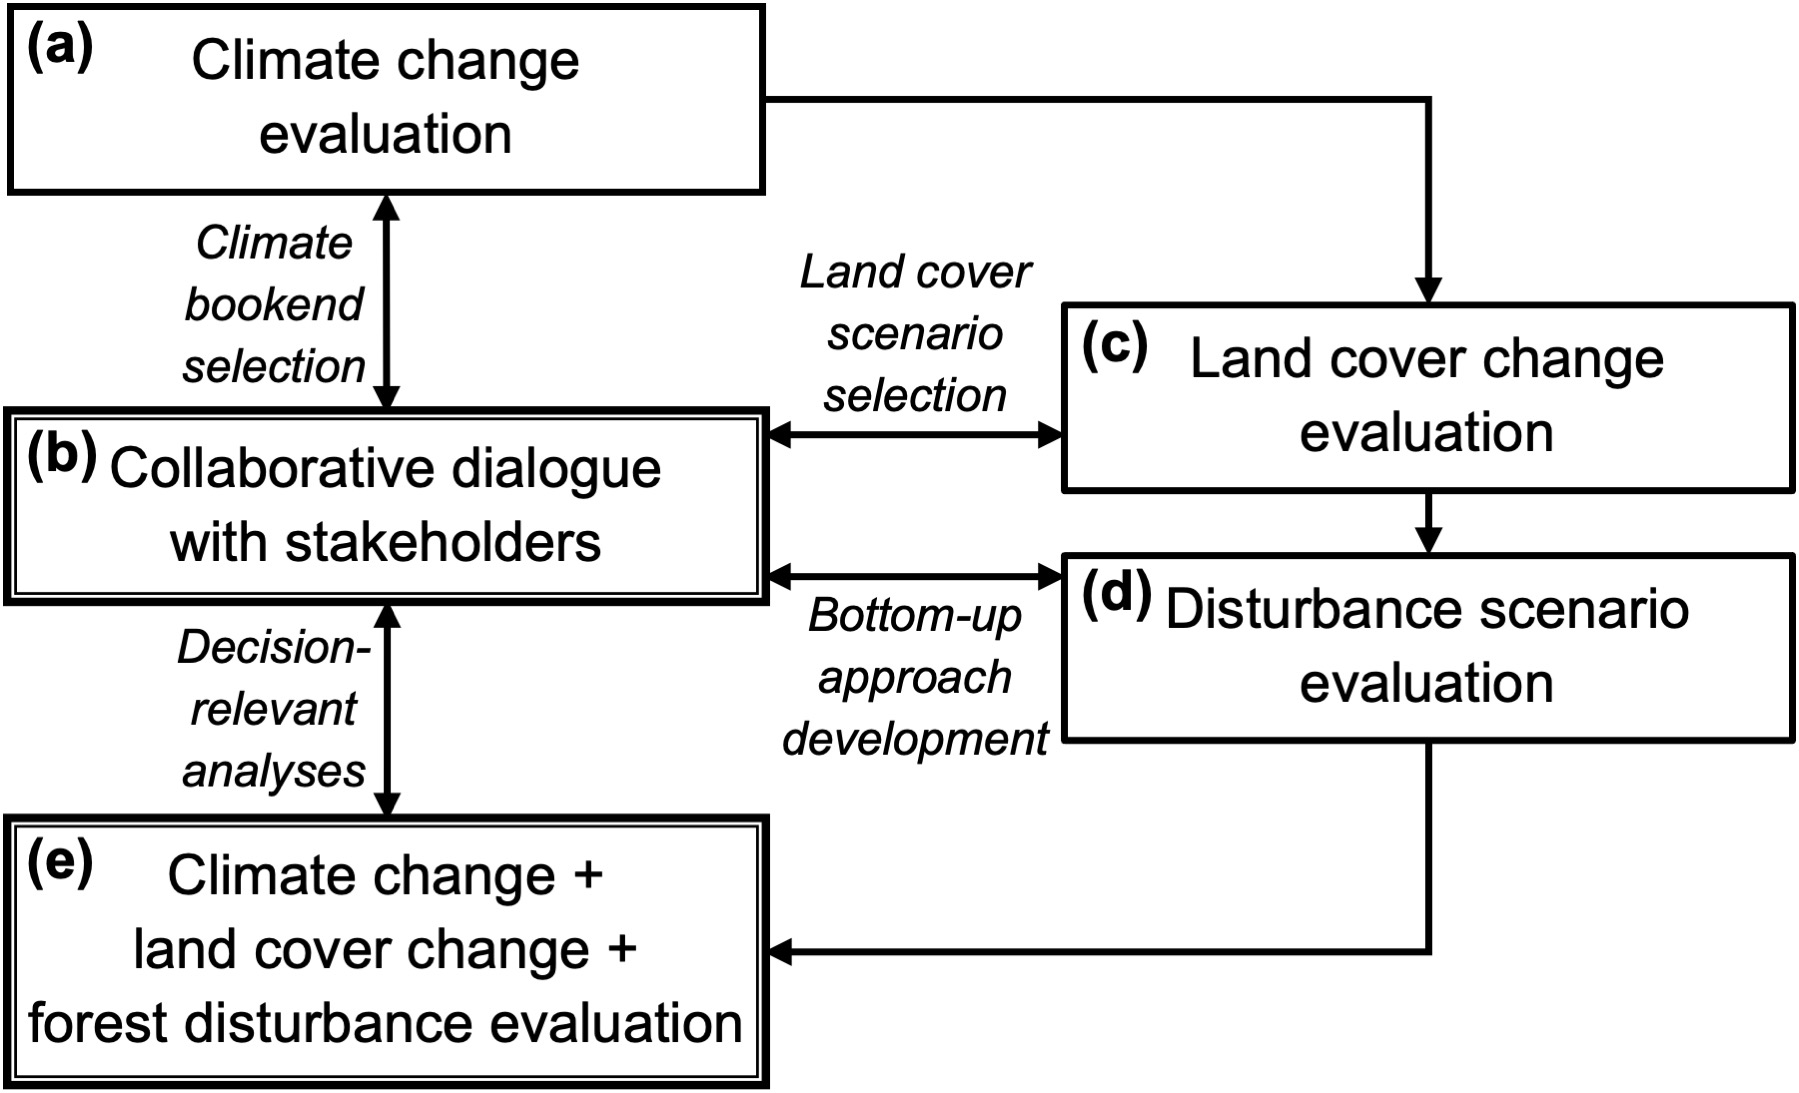 (a) Climate change
evaluation
Climate
bookend
selection
Land cover
scenario
selection
(b) Collaborative dialogue
with stakeholders
(c) Land cover change
evaluation
Bottom-up
approach
development
(d) Disturbance scenario
evaluation
Decision-
relevant
analyses
(e) Climate change +
land cover change +
forest disturbance evaluation